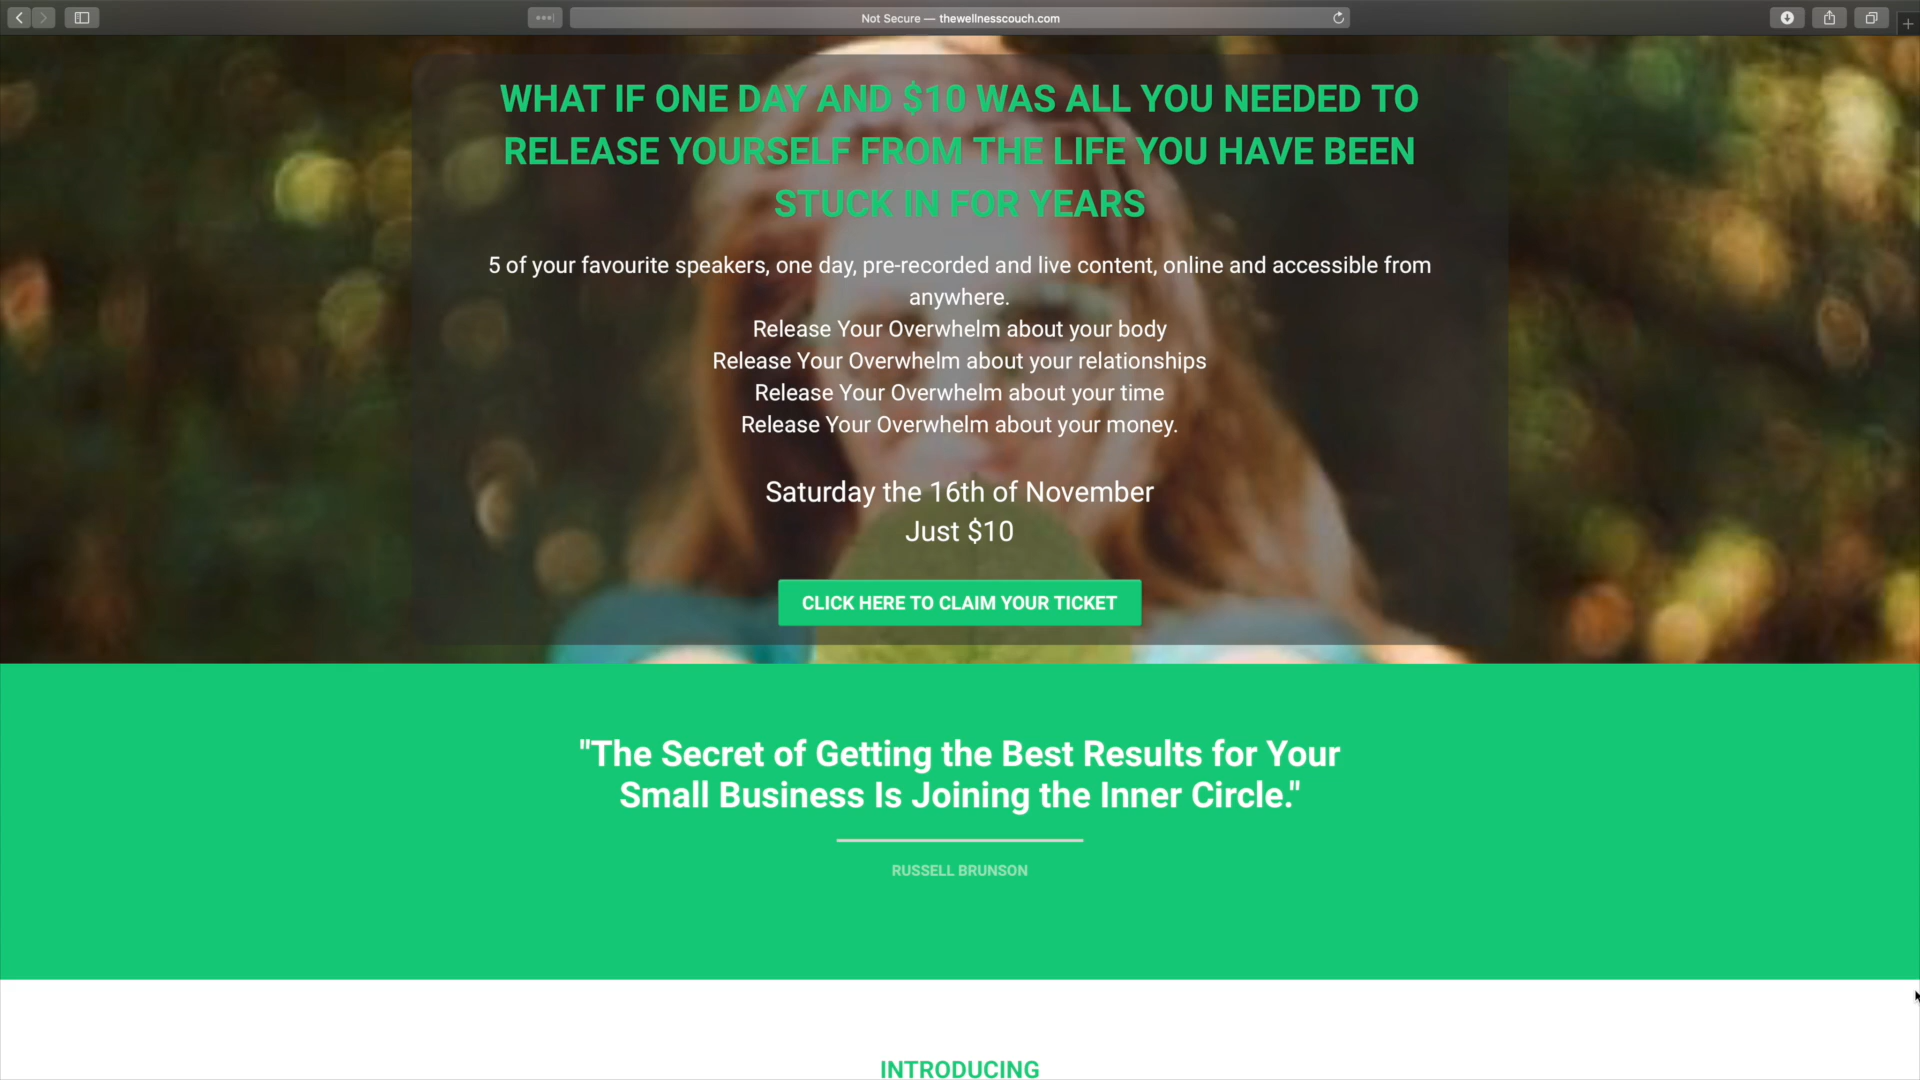 Not Secure — thewellnesscouch.com
WHAT IF ONE DAY AND $10 WAS ALL YOU NEEDED TO
RELEASE YOURSELF FROM THE LIFE YOU HAVE BEEN
STUCK IN FOR YEARS
5 of your favourite speakers, one day, pre-recorded and live content, online and accessible from
anywhere.
Release Your Overwhelm about your body
Release Your Overwhelm about your relationships
Release Your Overwhelm about your time
Release Your Overwhelm about your money.
Saturday the 16th of November
Just $10
CLICK HERE TO CLAIM YOUR TICKET
"The Secret of Getting the Best Results for Your
Small Business Is Joining the Inner Circle."
RUSSELL BRUNSON
INTRODUCING